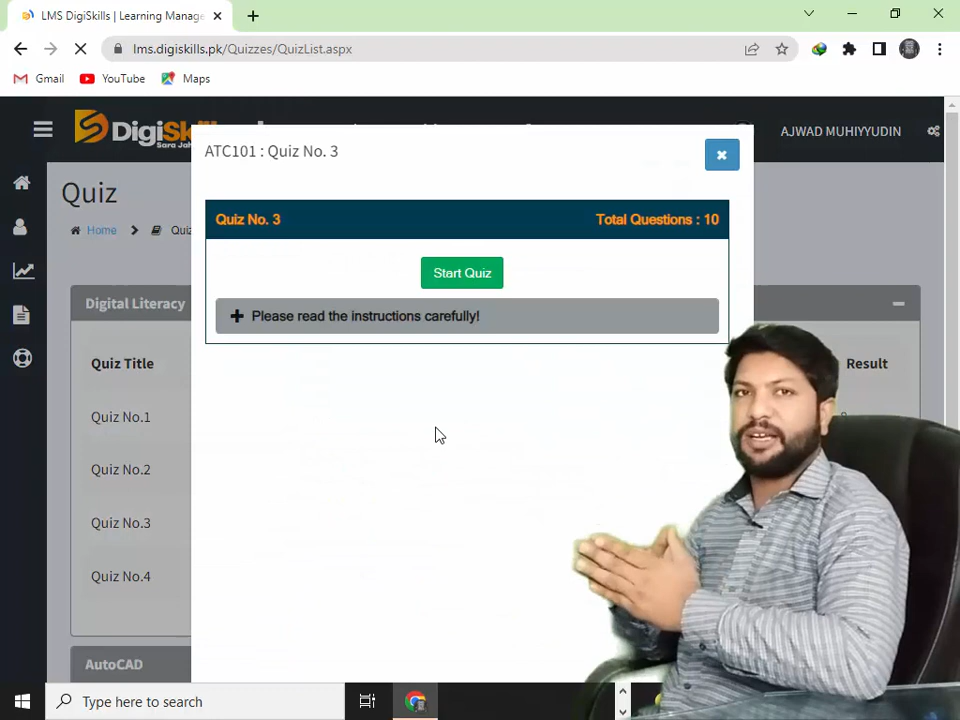 LMS DigiSkills | Learning Manage
lms.digiskills.pk/Quizzes/QuizList.aspx
Gmail YouTube Maps
AJWAD MUHIYYUDIN
ATC101 : Quiz No. 3
Quiz
Quiz No. 3 Total Questions : 10
Home Quiz
Start Quiz
Digital Literacy
Please read the instructions carefully!
Quiz Title Result
Quiz No.1
Quiz No.2
Quiz No.3
Quiz No.4
AutoCAD
Type here to search